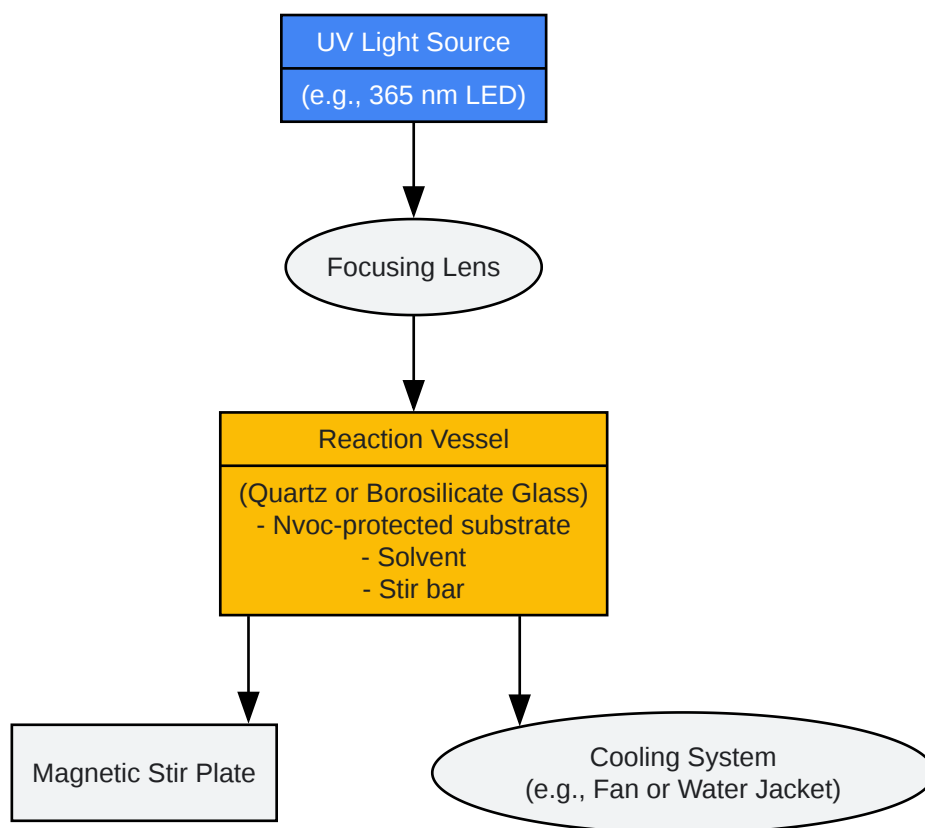 UV Light Source
(e.g., 365 nm LED)
Focusing Lens
Reaction Vessel
(Quartz or Borosilicate Glass)
- Nvoc-protected substrate
- Solvent
- Stir bar
Magnetic Stir Plate
Cooling System
(e.g., Fan or Water Jacket)